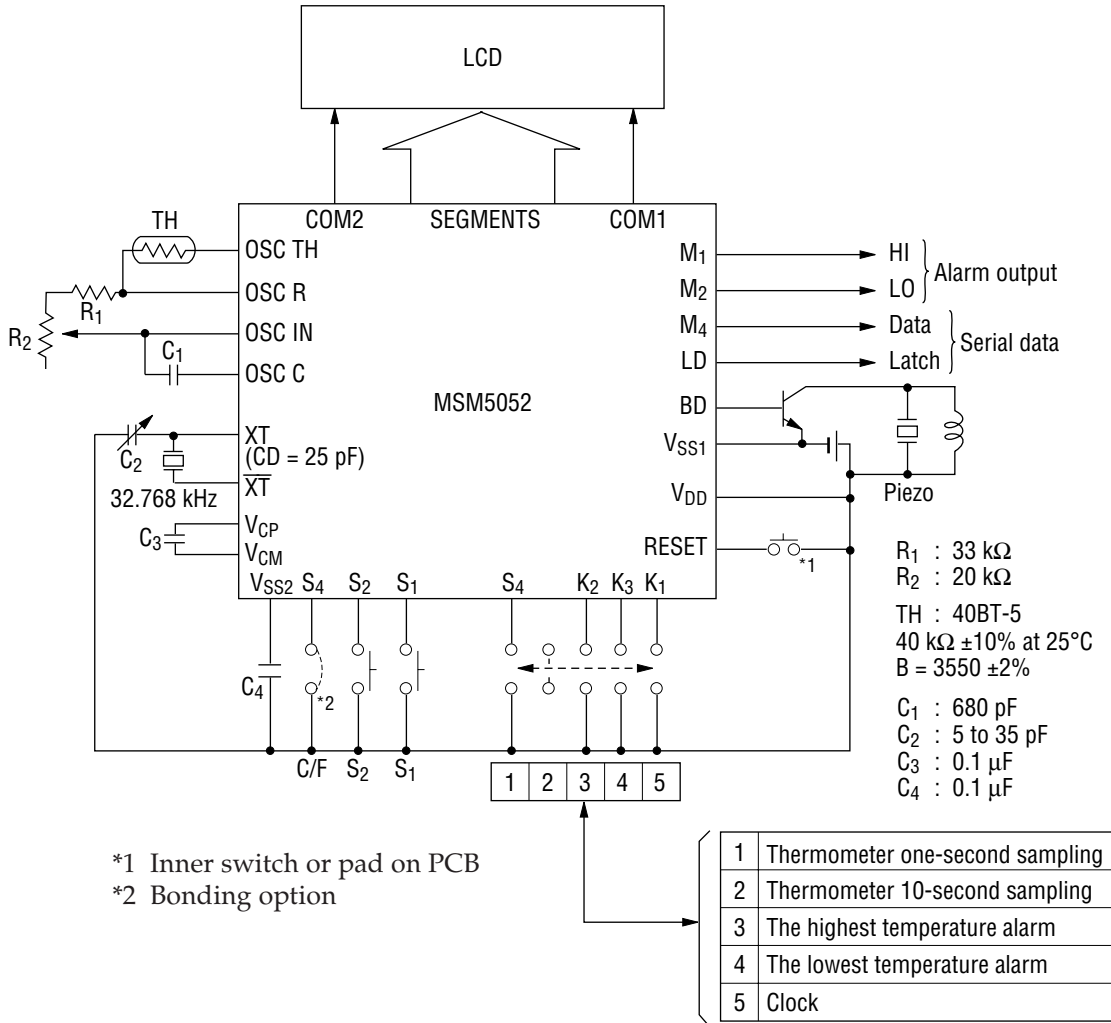 LCD
COM2 SEGMENTS COM1
TH
OSC TH
OSC R
R1
R2
OSC IN
C1
OSC C
MSM5052
XT
(CD = 25 pF)
C2
XT
32.768 kHz
VCP
C3
VCM
M1 HI
M2 LO
Alarm output
M4 Data
LD Latch
Serial data
BD
VSS1
VDD
Piezo
RESET
*1
VSS2 S4 S2 S1 S4 K2 K3 K1
C4
*2
C/F S2 S1
1 2 3 4 5
R1 : 33 kΩ
R2 : 20 kΩ
TH : 40BT-5
40 kΩ ±10% at 25°C
B = 3550 ±2%
C1 : 680 pF
C2 : 5 to 35 pF
C3 : 0.1 μF
C4 : 0.1 μF
*1 Inner switch or pad on PCB
*2 Bonding option
1 Thermometer one-second sampling
2 Thermometer 10-second sampling
3 The highest temperature alarm
4 The lowest temperature alarm
5 Clock